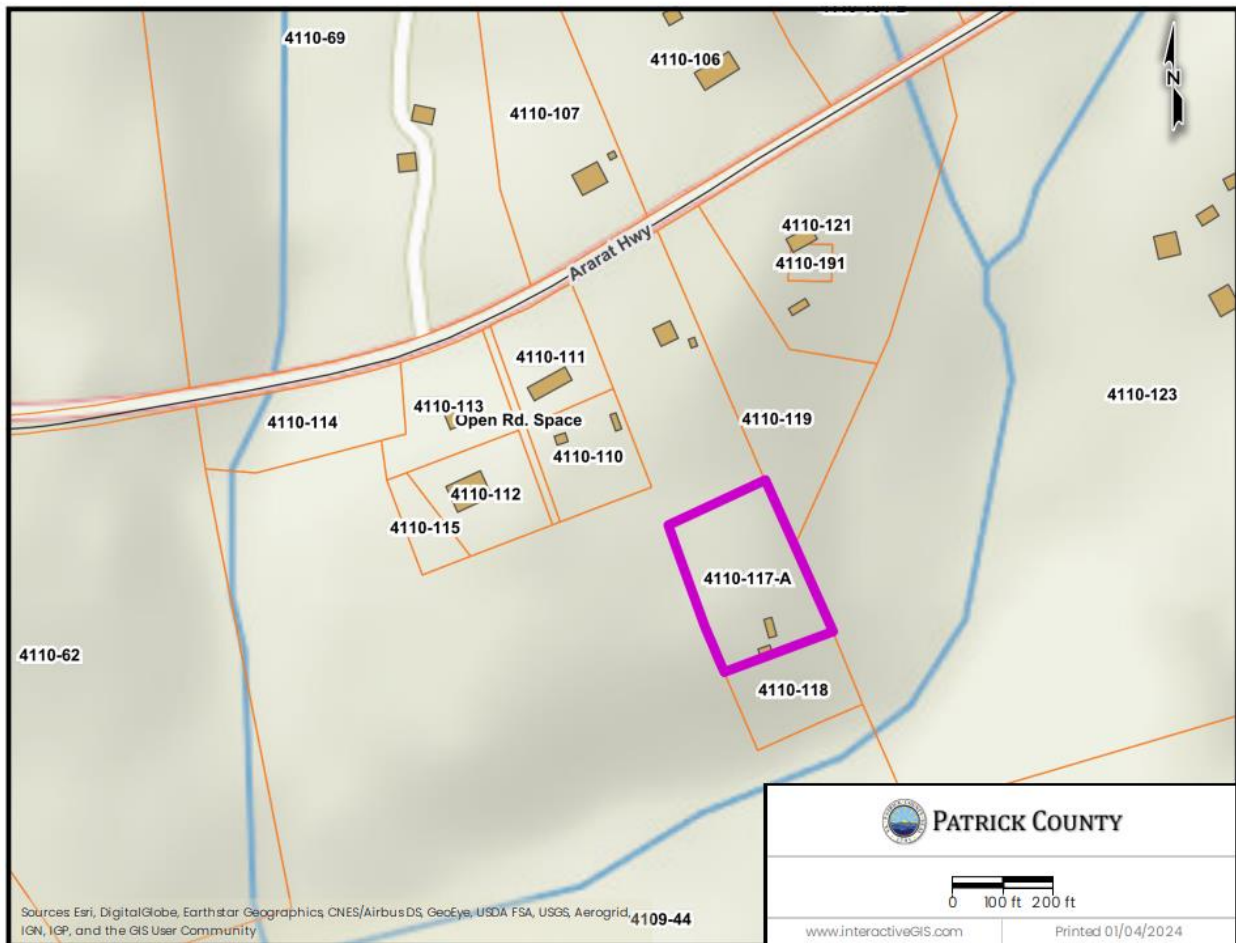 4110-69
4110-106
N
4110-107
Ararat Hwy
4110-121
4110-191
4110-111
4110-113
Open Rd. Space
4110-114
4110-119
4110-123
4110-110
4110-112
4110-115
4110-117-A
4110-62
4110-118
PATRICK COUNTY
0 100 ft 200 ft
Sources: Esri, DigitalGlobe, Earthstar Geographics, CNES/Airbus DS, GeoEye, USDA FSA, USGS, Aerogrid,
IGN, IGP, and the GIS User Community
4109-44
www.interactiveGIS.com
Printed 01/04/2024